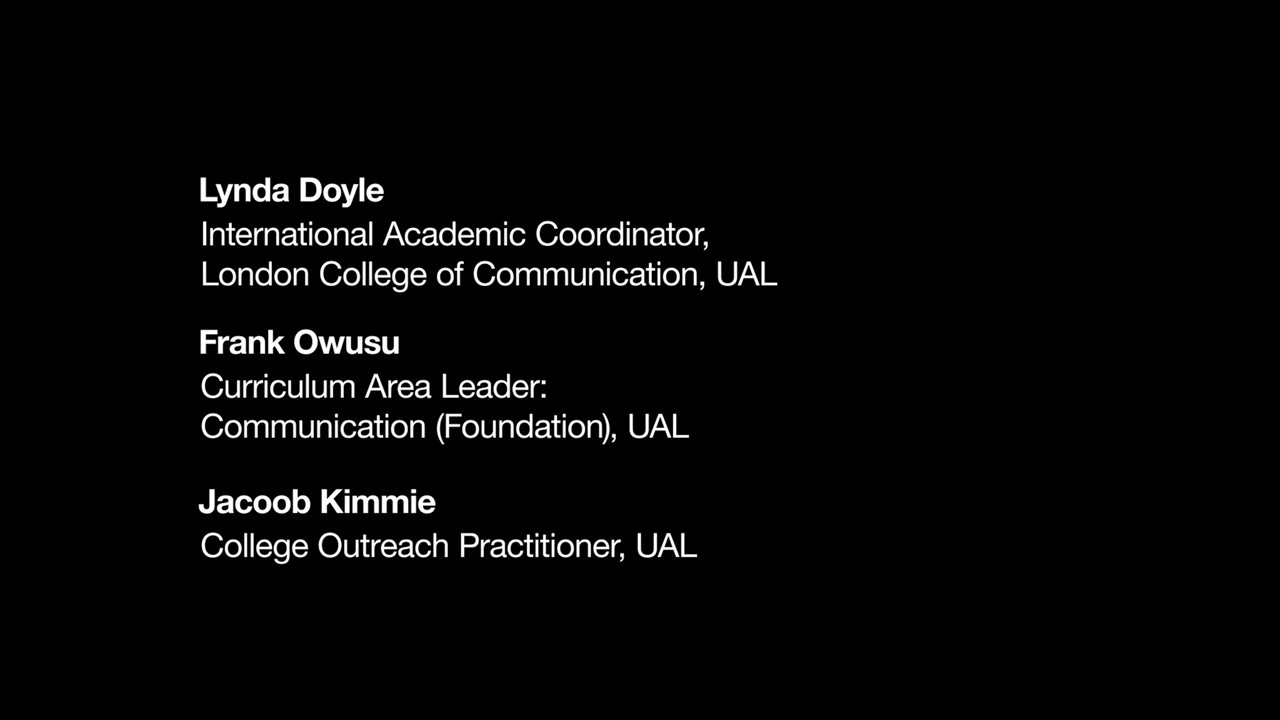 Lynda Doyle
International Academic Coordinator,
London College of Communication, UAL
Frank Owusu
Curriculum Area Leader:
Communication (Foundation), UAL
Jacoob Kimmie
College Outreach Practitioner, UAL